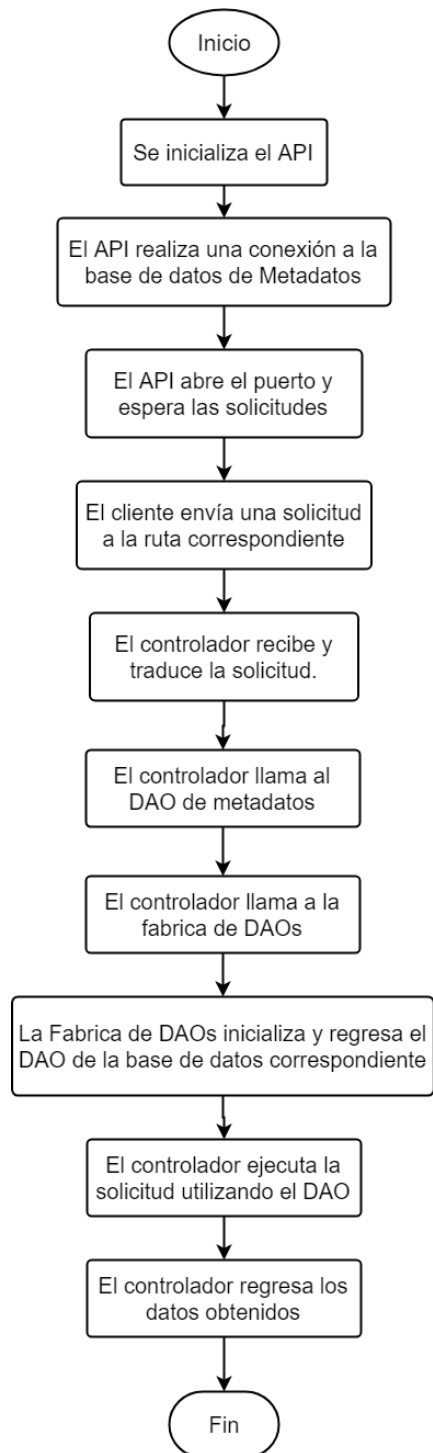 Inicio
Se inicializa el API
El API realiza una conexión a la
base de datos de Metadatos
El API abre el puerto y
espera las solicitudes
El cliente envía una solicitud
a la ruta correspondiente
El controlador recibe y
traduce la solicitud.
El controlador llama al
DAO de metadatos
El controlador llama a la
fabrica de DAOs
La Fabrica de DAOs inicializa y regresa el
DAO de la base de datos correspondiente
El controlador ejecuta la
solicitud utilizando el DAO
El controlador regresa los
datos obtenidos
Fin